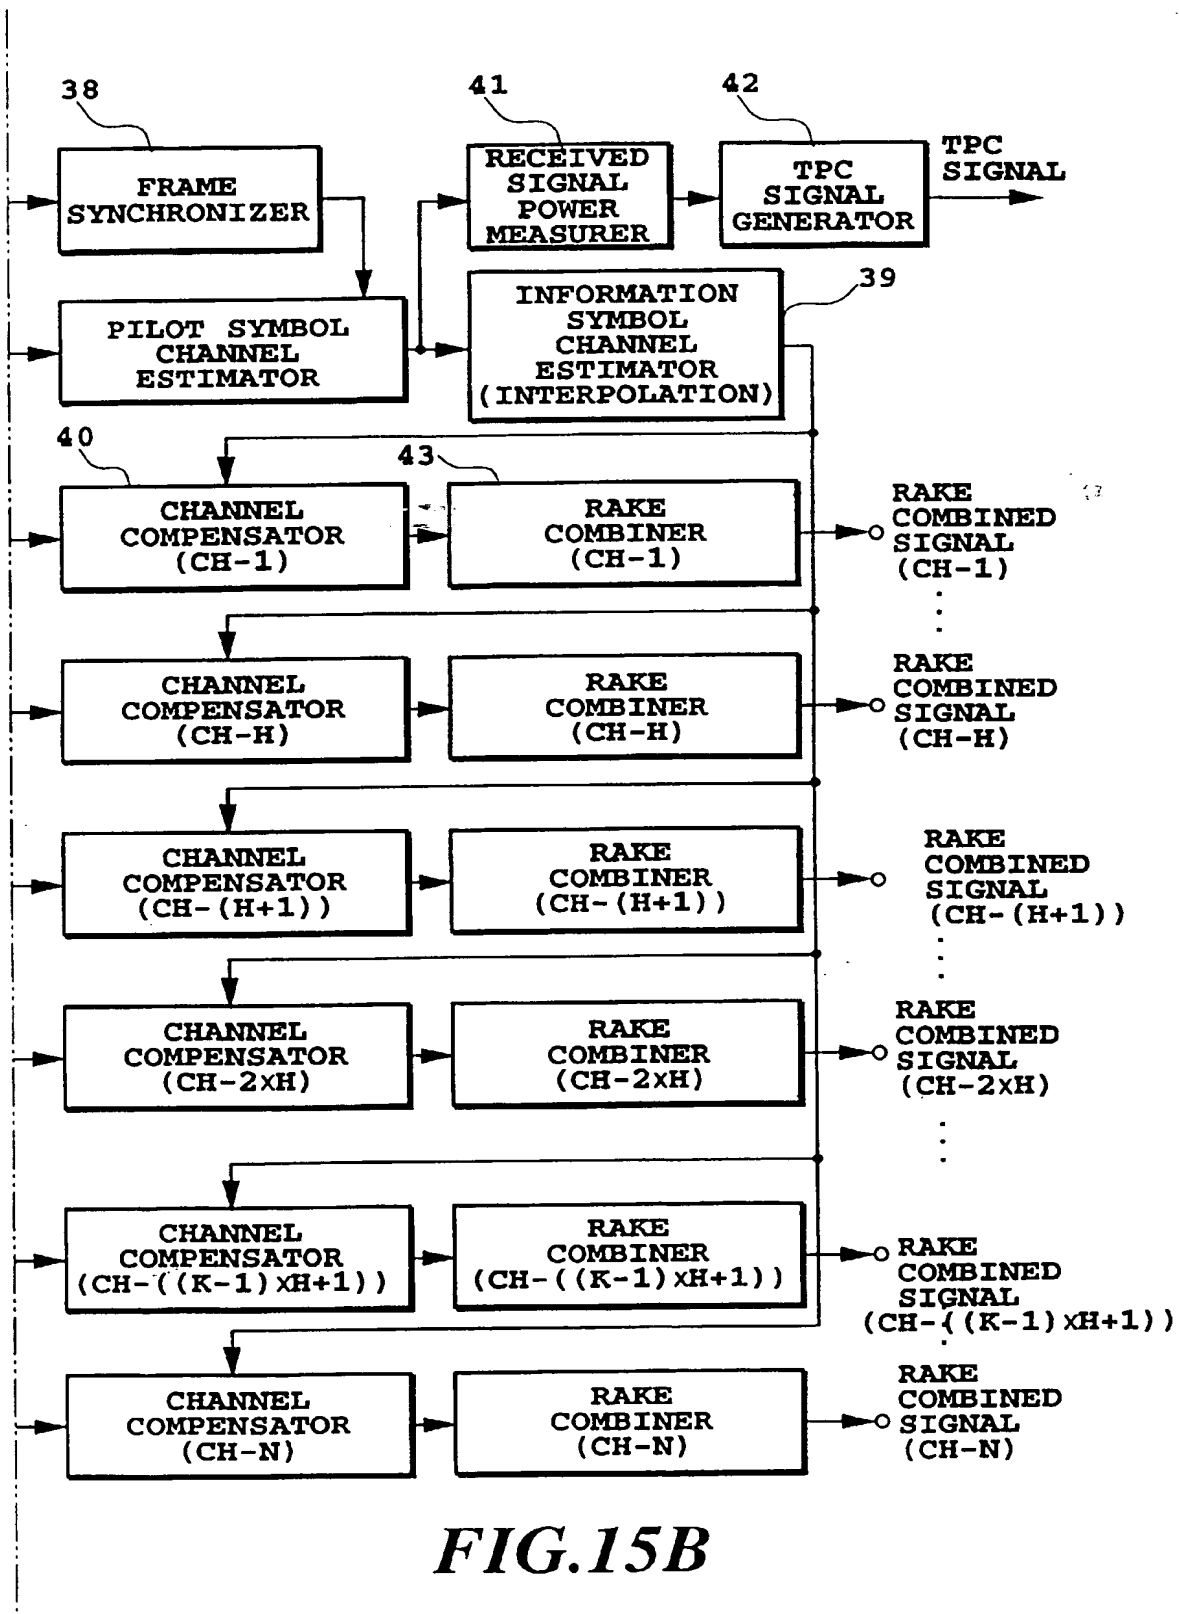 38
41
42
FRAME
SYNCHRONIZER
RECEIVED
SIGNAL
POWER
MEASURER
TPC
SIGNAL
GENERATOR
TPC
SIGNAL
39
PILOT SYMBOL
CHANNEL
ESTIMATOR
INFORMATION
SYMBOL
CHANNEL
ESTIMATOR
(INTERPOLATION)
40
43
CHANNEL
COMPENSATOR
(CH-1)
RAKE
COMBINER
(CH-1)
RAKE
COMBINED
SIGNAL
(CH-1)
CHANNEL
COMPENSATOR
(CH-H)
RAKE
COMBINER
(CH-H)
RAKE
COMBINED
SIGNAL
(CH-H)
CHANNEL
COMPENSATOR
(CH-(H+1))
RAKE
COMBINER
(CH-(H+1))
RAKE
COMBINED
SIGNAL
(CH-(H+1))
CHANNEL
COMPENSATOR
(CH-2xH)
RAKE
COMBINER
(CH-2xH)
RAKE
COMBINED
SIGNAL
(CH-2xH)
CHANNEL
COMPENSATOR
(CH-((K-1)xH+1))
RAKE
COMBINER
(CH-((K-1)xH+1))
RAKE
COMBINED
SIGNAL
(CH-((K-1)xH+1))
CHANNEL
COMPENSATOR
(CH-N)
RAKE
COMBINER
(CH-N)
RAKE
COMBINED
SIGNAL
(CH-N)
FIG.15B